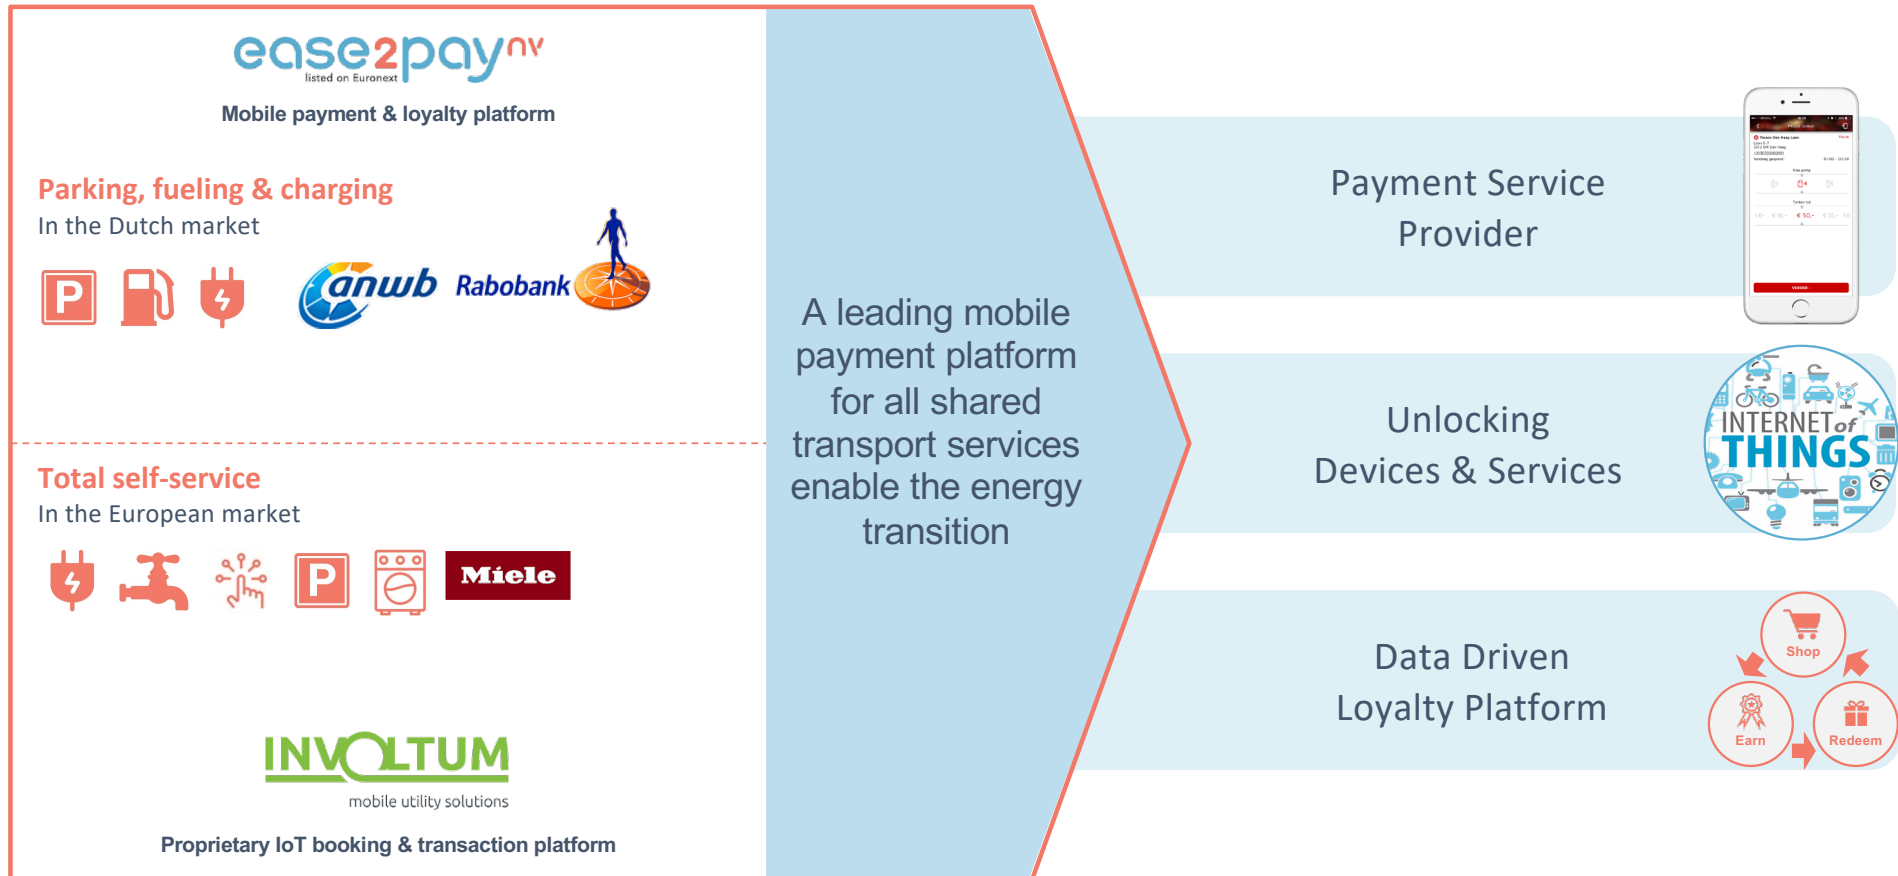 ease2pay nv
listed on Euronext
Mobile payment & loyalty platform
Parking, fueling & charging
In the Dutch market
P
anwb
Rabobank
Total self-service
In the European market
P
Miele
INVOLTUM
mobile utility solutions
Proprietary IoT booking & transaction platform
A leading mobile
payment platform
for all shared
transport services
enable the energy
transition
Payment Service
Provider
€ 50,-
VERDER
Unlocking
Devices & Services
INTERNET of
THINGS
Data Driven
Loyalty Platform
Shop
Earn
Redeem